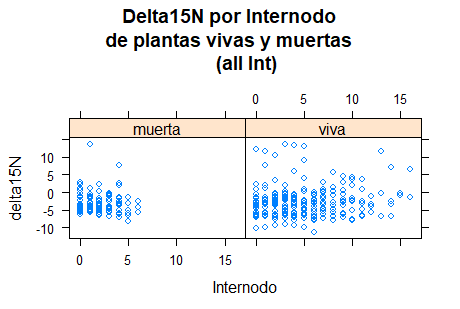 Delta15N por Internodo
de plantas vivas y muertas
(all Int)
0 5 10 15
muerta viva
delta15N
10
5
0
-5
-10
0 5 10 15
Internodo